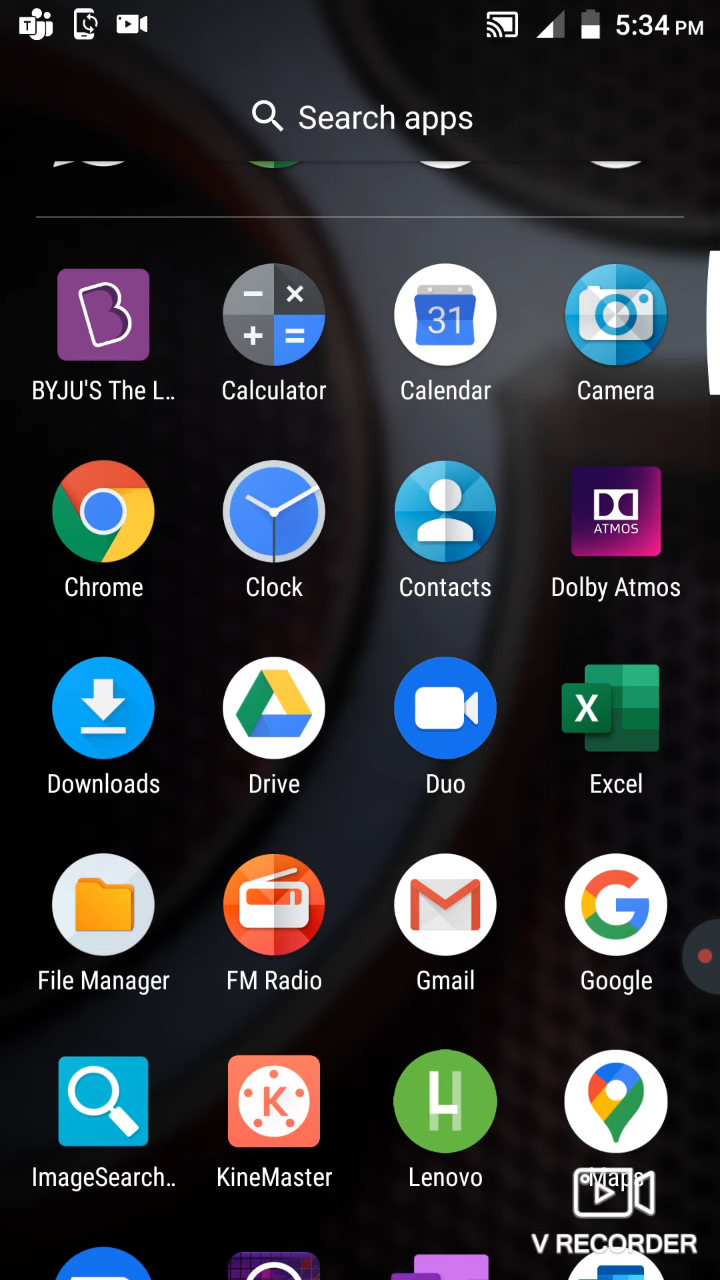 5:34 PM
Search apps
31
ATMOS
BYJU'S The L..
Calculator
Calendar
Camera
Chrome
Clock
Contacts
Dolby Atmos
X
Downloads
Drive
Duo
Excel
File Manager
FM Radio
Gmail
Google
K
ImageSearch..
KineMaster
Lenovo
Maps
V RECORDER